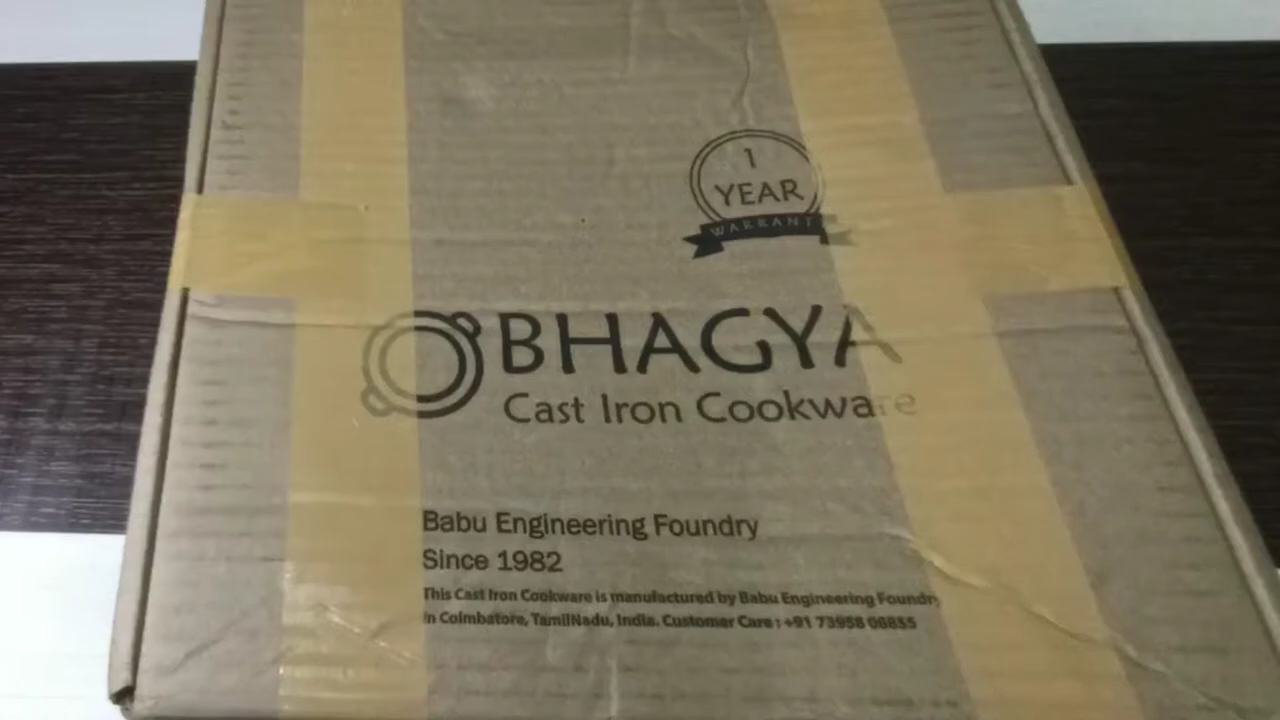 1
YEAR
WARRANT
BHAGYA
Cast Iron Cookware
Babu Engineering Foundry
Since 1982
This Cast Iron Cookware is manufactured by Babu Engineering Foundry
in Coimbatore, TamilNadu, India. Customer Care : +91 73958 08855